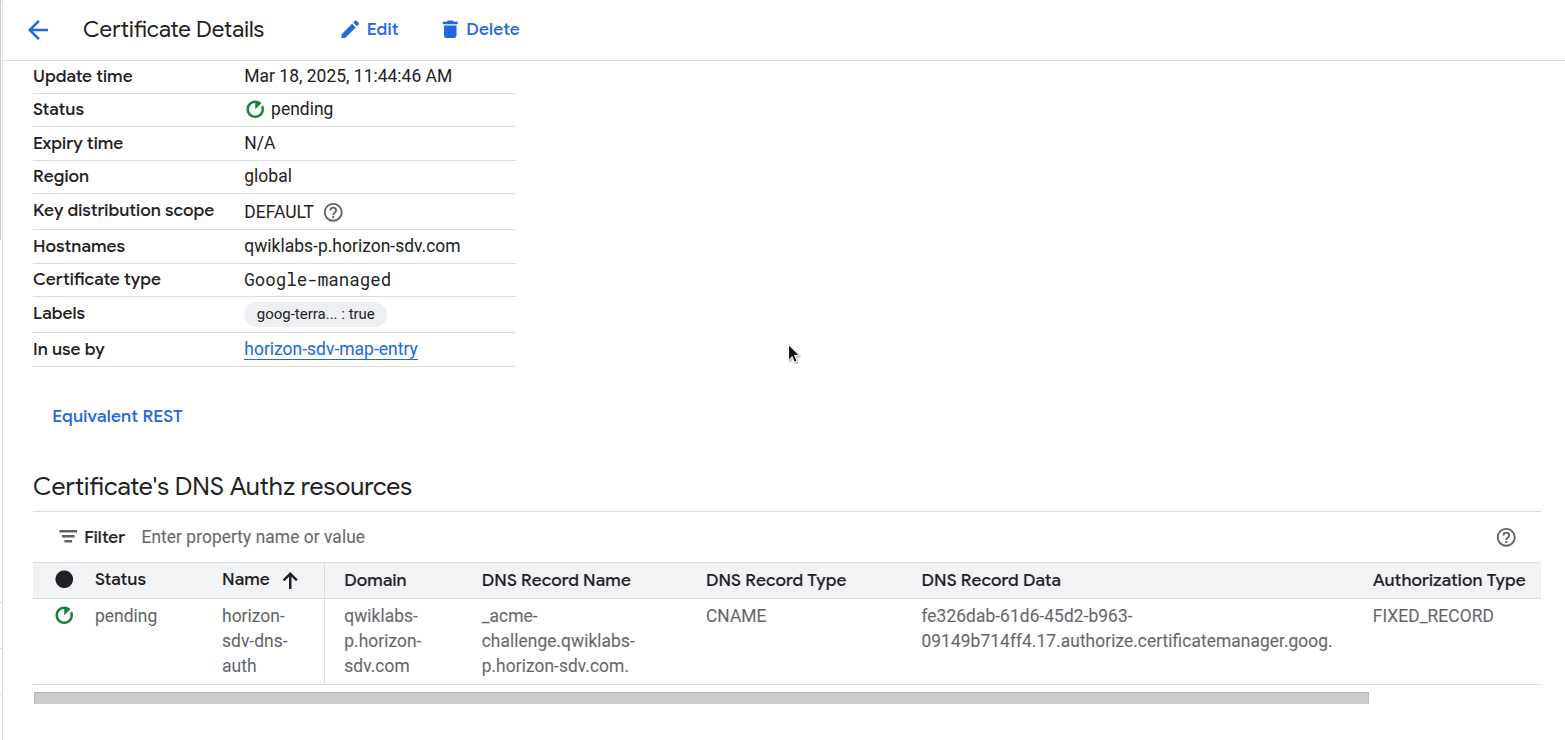 Certificate Details Edit Delete
Update time Mar 18, 2025, 11:44:46 AM
Status pending
Expiry time N/A
Region global
Key distribution scope DEFAULT
Hostnames qwiklabs-p.horizon-sdv.com
Certificate type Google-managed
Labels goog-terra... : true
In use by horizon-sdv-map-entry
Equivalent REST
Certificate's DNS Authz resources
Filter Enter property name or value
Status Name Domain DNS Record Name DNS Record Type DNS Record Data Authorization Type
pending horizon- qwiklabs- _acme- CNAME fe326dab-61d6-45d2-b963- FIXED_RECORD
sdv-dns- p.horizon- challenge.qwiklabs- 09149b714ff4.17.authorize.certificatemanager.goog.
auth sdv.com p.horizon-sdv.com.